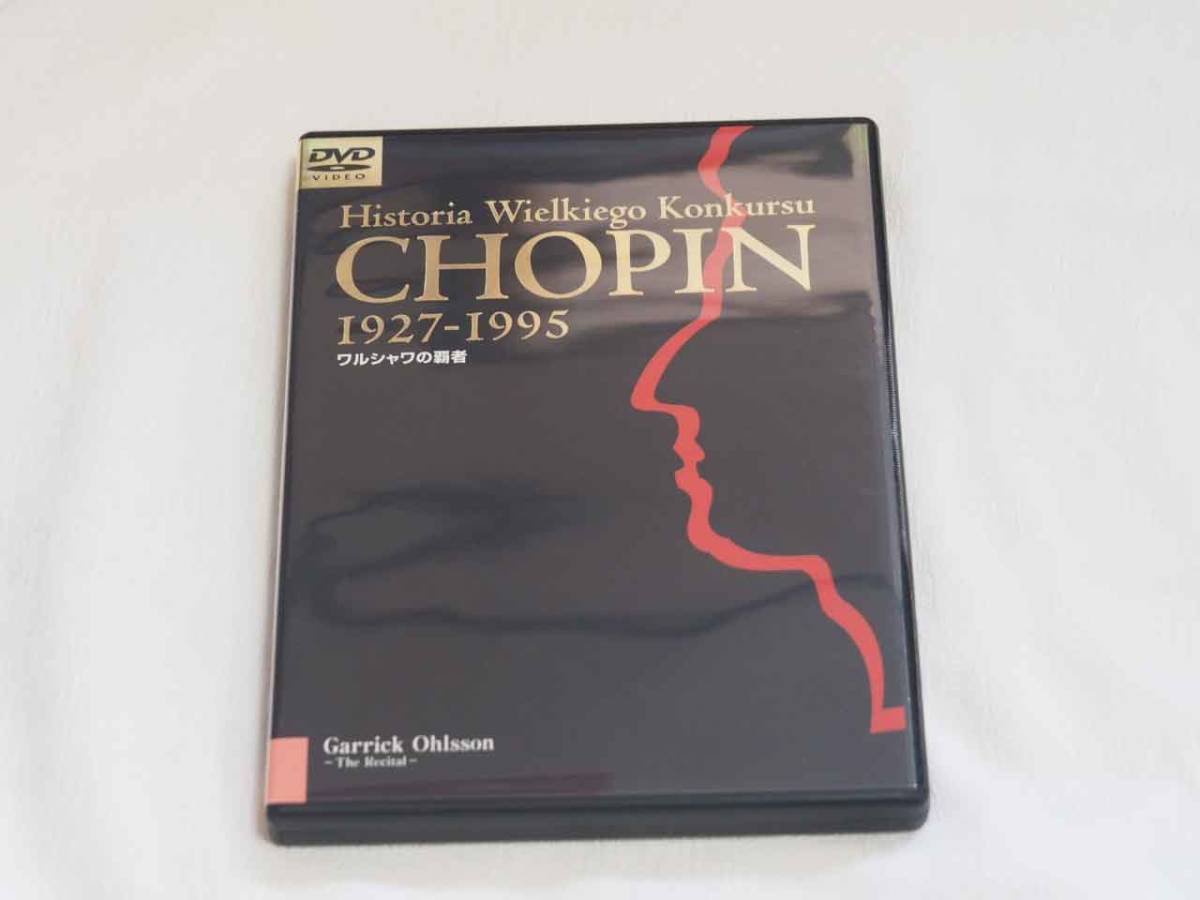 DVD
VIDEO
Historia Wielkiego Konkursu
CHOPIN
1927-1995
ワルシャワの覇者
Garrick Ohlsson
-The Recital-